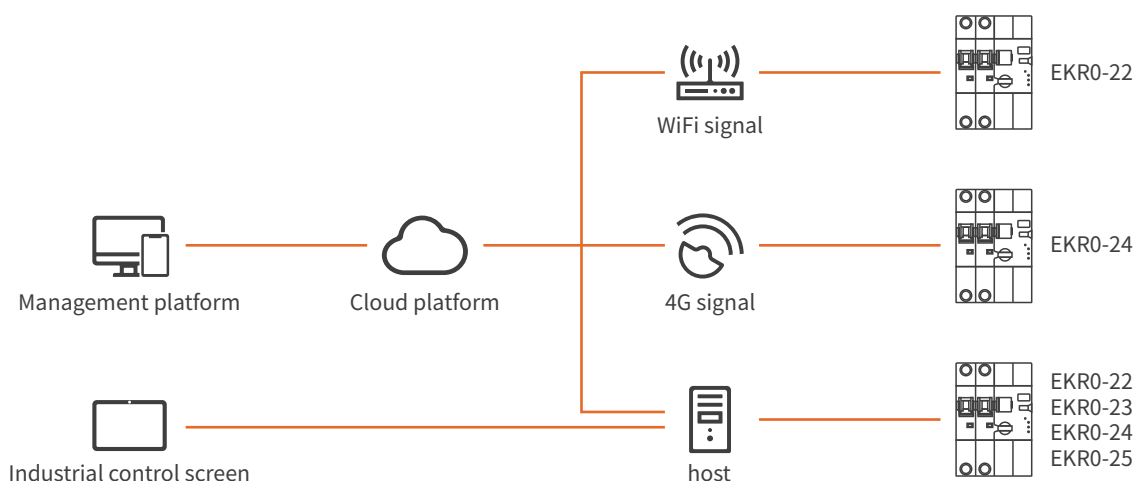 EKR0-22
WiFi signal
EKR0-24
Management platform
Cloud platform
4G signal
EKR0-22
EKR0-23
EKR0-24
EKR0-25
Industrial control screen
host